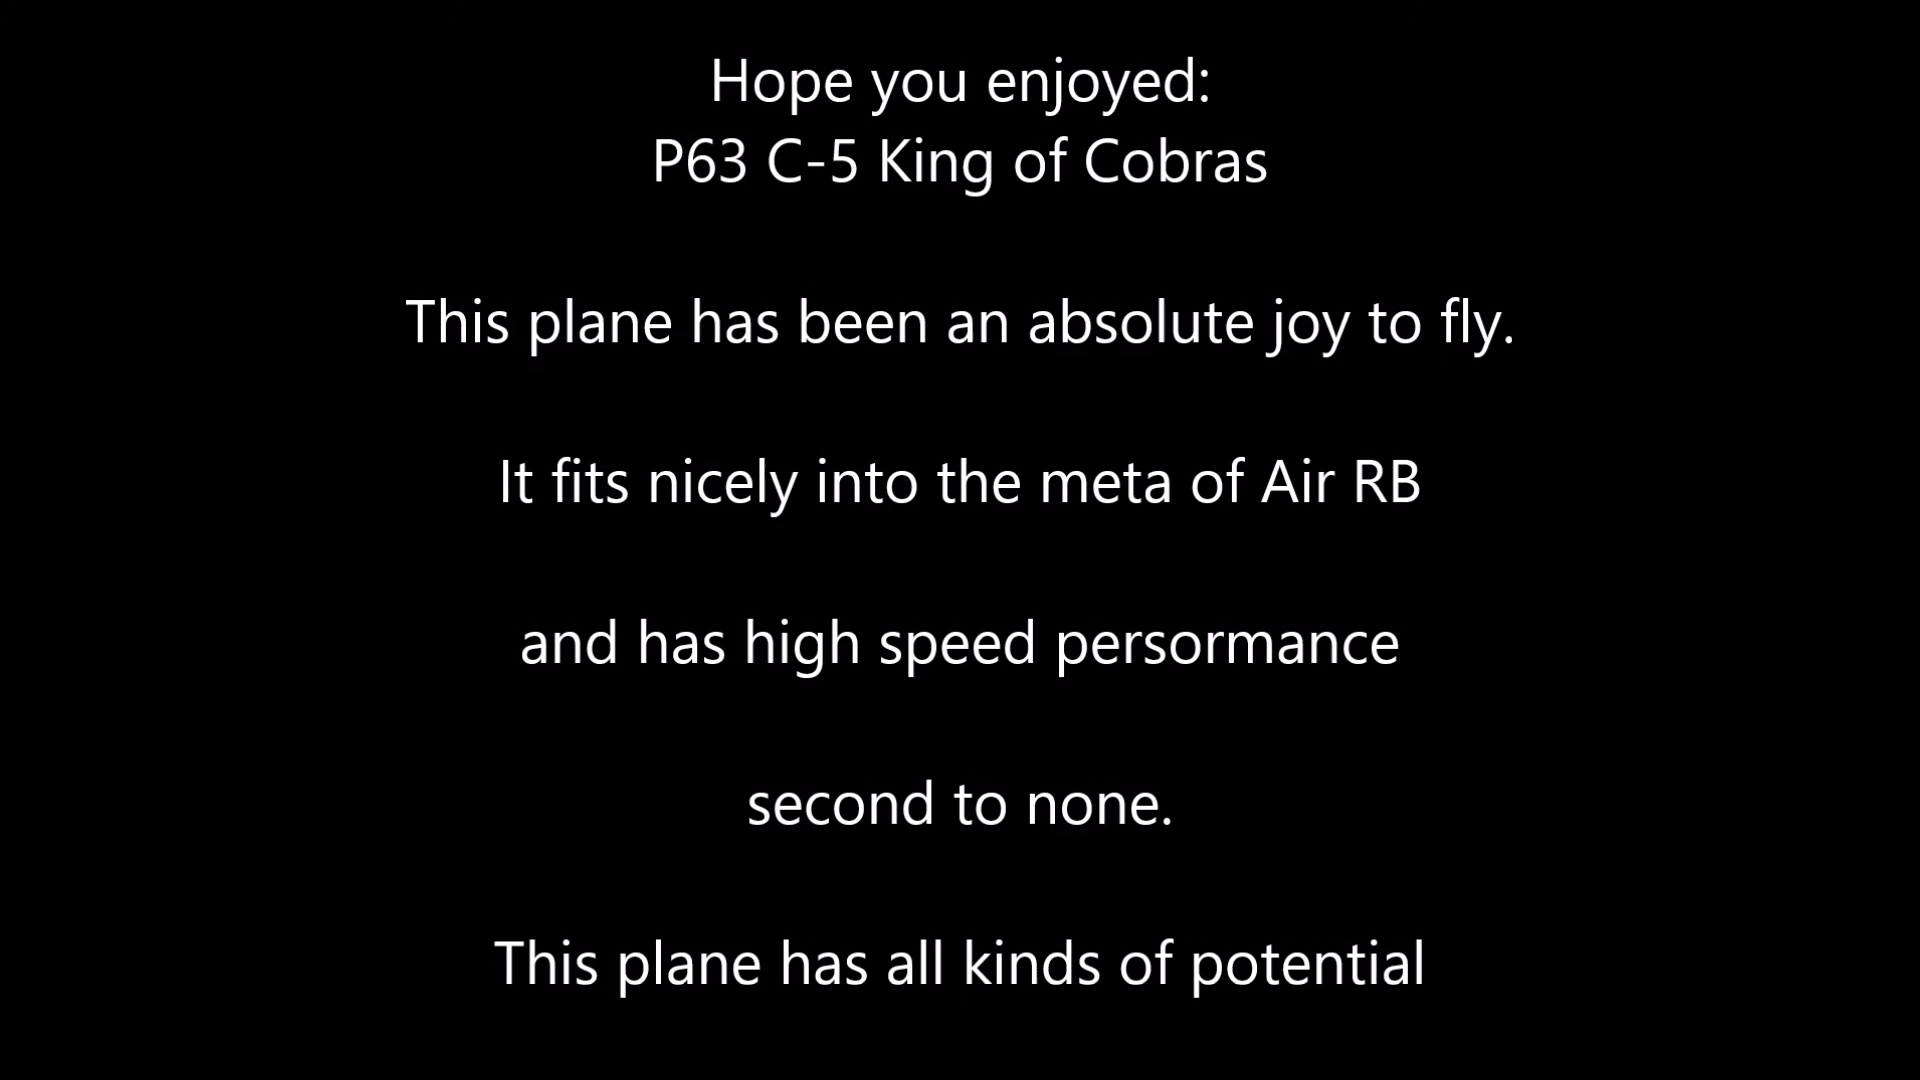 Hope you enjoyed:
P63 C-5 King of Cobras
This plane has been an absolute joy to fly.
It fits nicely into the meta of Air RB
and has high speed persormance
second to none.
This plane has all kinds of potential